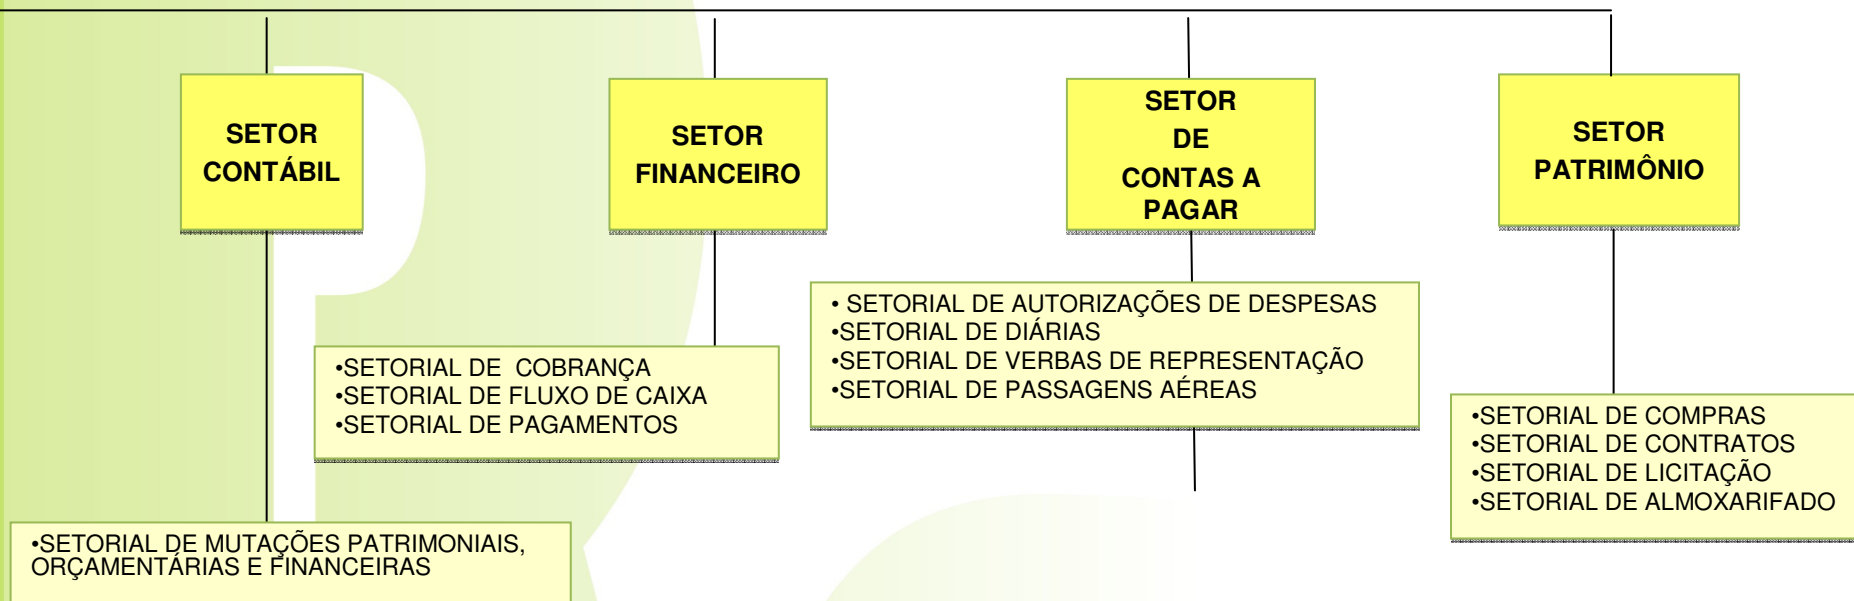 SETOR
CONTÁBIL
SETOR
FINANCEIRO
SETOR
DE
CONTAS A
PAGAR
SETOR
PATRIMÔNIO
• SETORIAL DE AUTORIZAÇÕES DE DESPESAS
•SETORIAL DE DIÁRIAS
•SETORIAL DE VERBAS DE REPRESENTAÇÃO
•SETORIAL DE PASSAGENS AÉREAS
•SETORIAL DE COBRANÇA
•SETORIAL DE FLUXO DE CAIXA
•SETORIAL DE PAGAMENTOS
•SETORIAL DE COMPRAS
•SETORIAL DE CONTRATOS
•SETORIAL DE LICITAÇÃO
•SETORIAL DE ALMOXARIFADO
•SETORIAL DE MUTAÇÕES PATRIMONIAIS,
ORÇAMENTÁRIAS E FINANCEIRAS